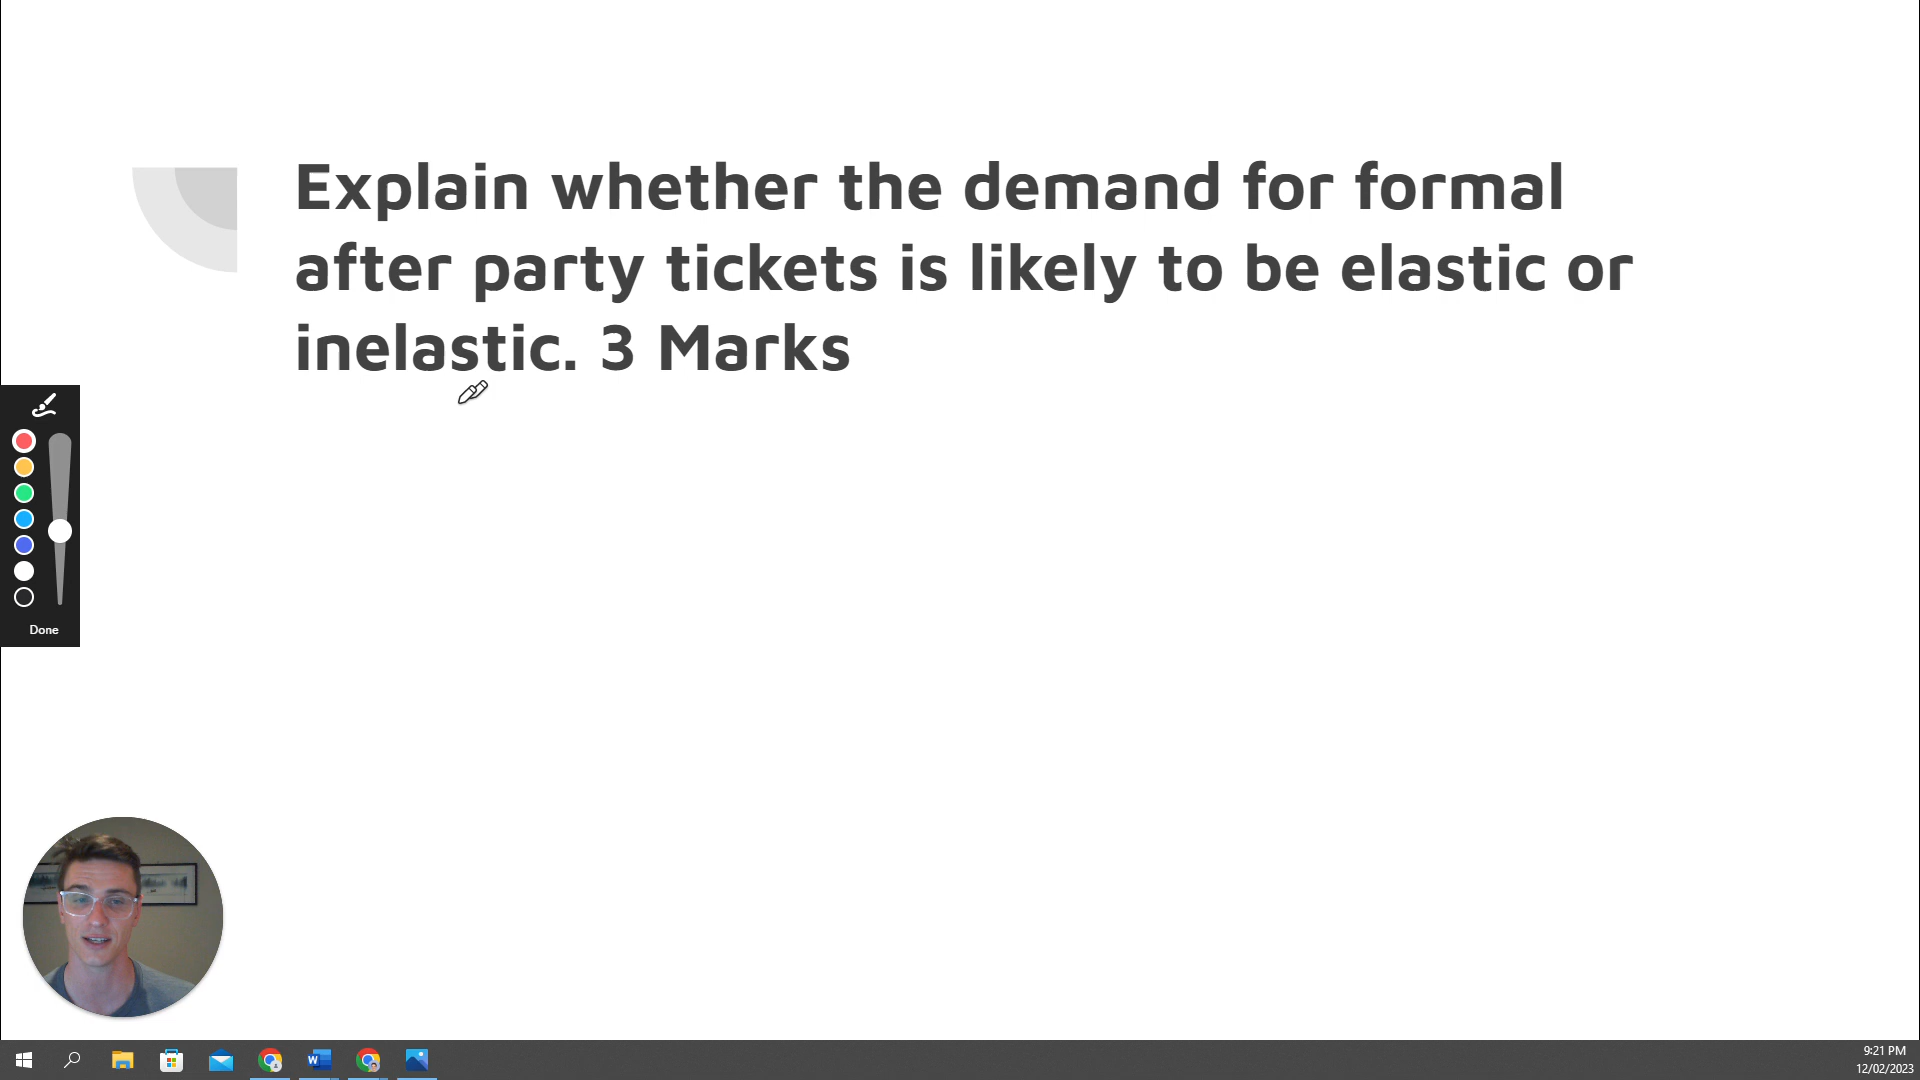 Explain whether the demand for formal
after party tickets is likely to be elastic or
inelastic. 3 Marks
Done
W
9:21 PM
12/02/2023